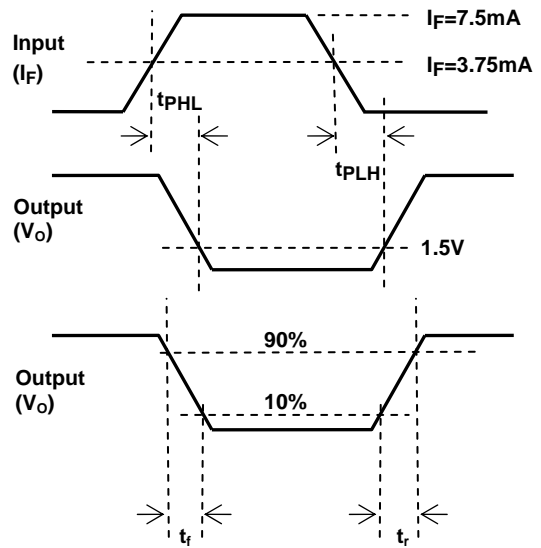 Input
(IF)
IF=7.5mA
IF=3.75mA
tPHL
tPLH
Output
(VO)
1.5V
Output
(VO)
90%
10%
tf
tr